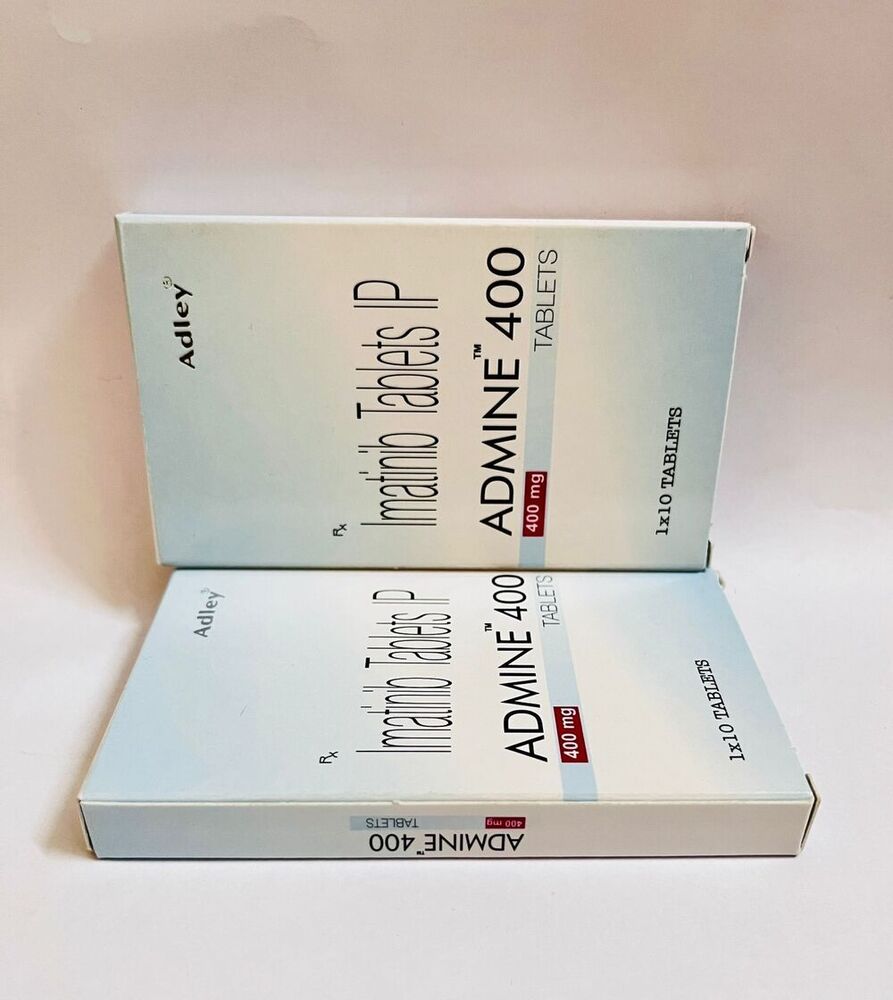 Adley®
Rx
Imatinib Tablets IP
ADMINE™ 400
400 mg
TABLETS
1x10 TABLETS
Adley®
Rx
Imatinib Tablets IP
ADMINE™ 400
400 mg
TABLETS
1x10 TABLETS
ADMINE™ 400
400 mg
TABLETS